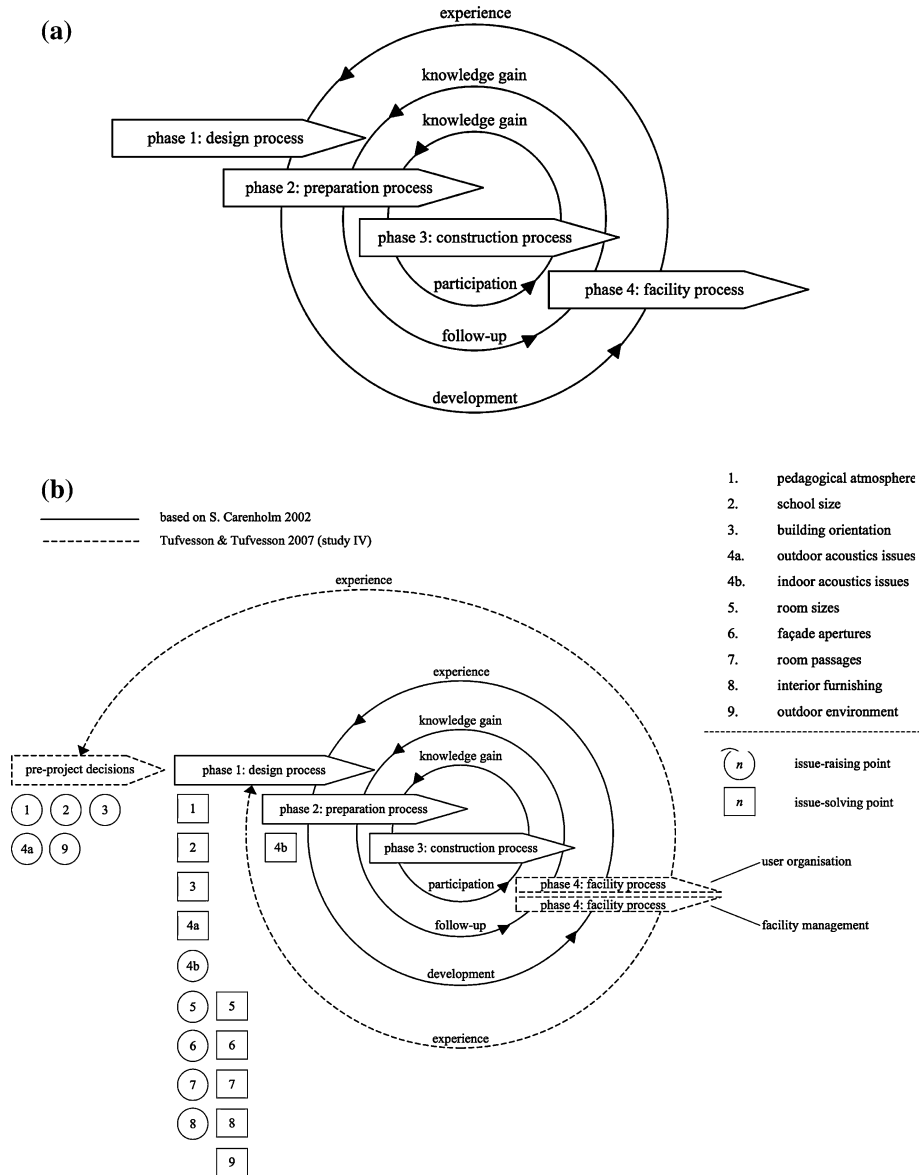 (a)
experience
knowledge gain
knowledge gain
phase 1: design process
phase 2: preparation process
phase 3: construction process
participation
phase 4: facility process
follow-up
development
(b)
based on S. Carenholm 2002
Tufvesson & Tufvesson 2007 (study IV)
1. pedagogical atmosphere
2. school size
3. building orientation
4a. outdoor acoustics issues
4b. indoor acoustics issues
5. room sizes
6. façade apertures
7. room passages
8. interior furnishing
9. outdoor environment
n issue-raising point
n issue-solving point
experience
experience
knowledge gain
knowledge gain
pre-project decisions
phase 1: design process
phase 2: preparation process
phase 3: construction process
participation
phase 4: facility process
phase 4: facility process
user organisation
facility management
follow-up
development
experience
1 2 3
4a 9
1
2
4b
3
4a
4b
5 5
6 6
7 7
8 8
9